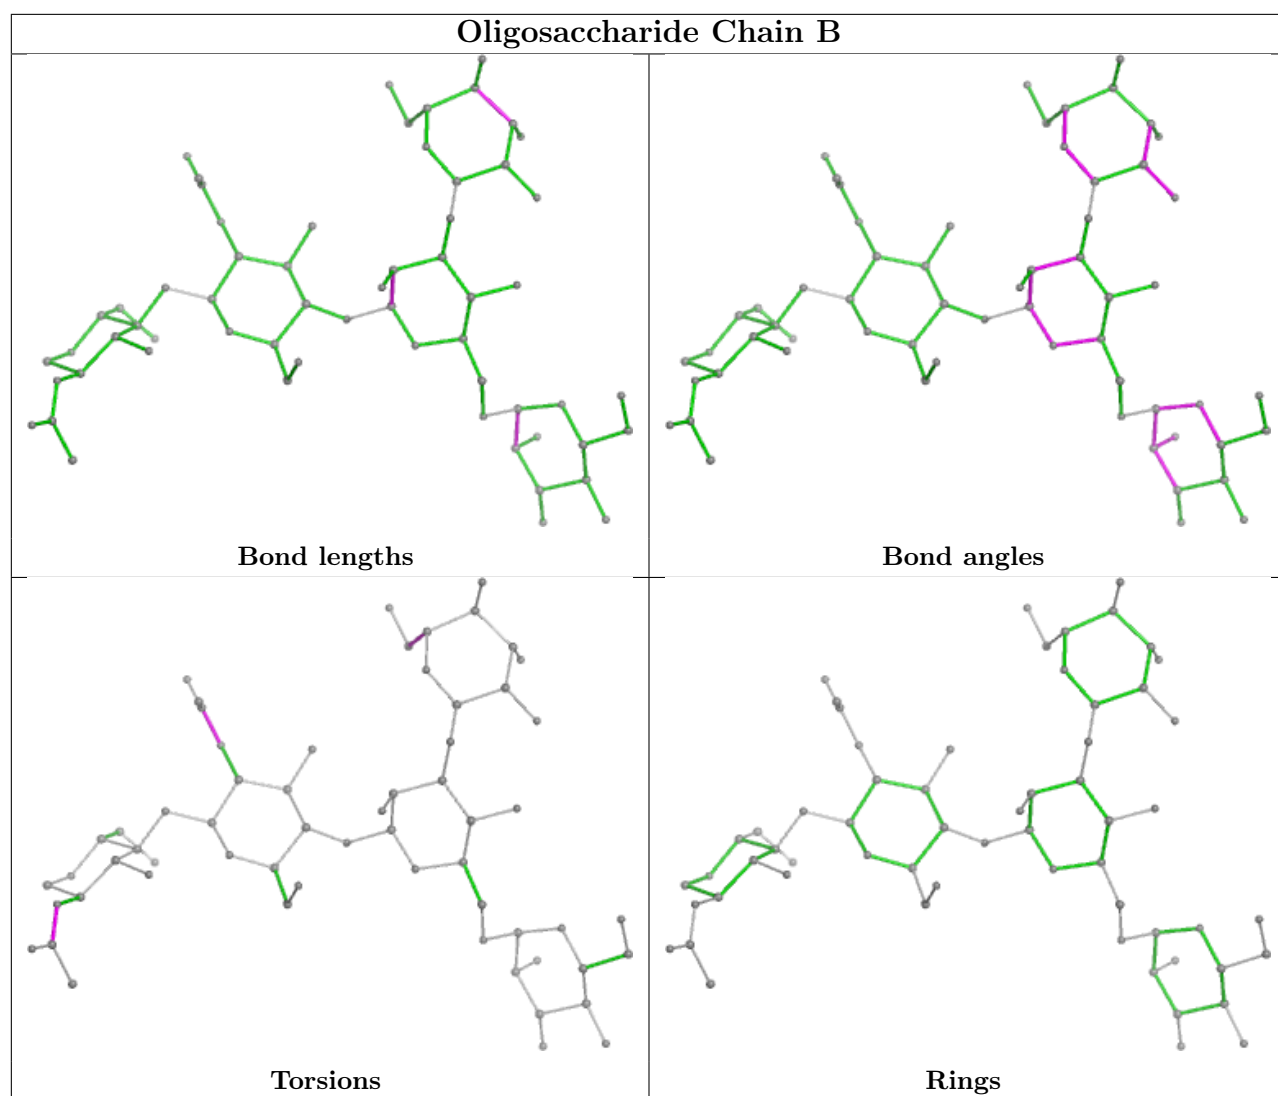 Oligosaccharide Chain B
Bond lengths
Bond angles
Torsions
Rings